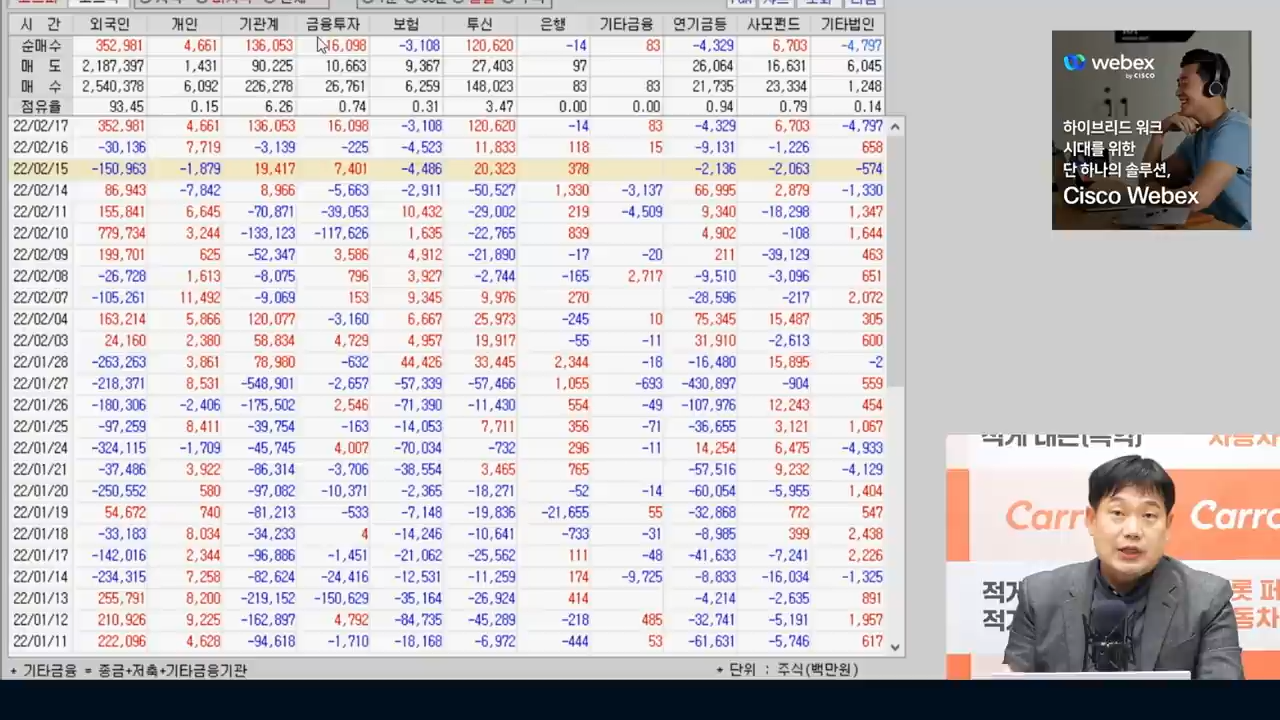 시 간 외국인 개인 기관계 금융투자 보험 투신 은행 기타금융 연기금등 사모펀드 기타법인
순매수 352,981 4,661 136,053 16,098 -3,108 120,620 -14 83 -4,329 6,703 -4,797
매 도 2,187,397 1,431 90,225 10,663 9,367 27,403 97 26,064 16,631 6,045
매 수 2,540,378 6,092 226,278 26,761 6,259 148,023 83 83 21,735 23,334 1,248
점유율 93.45 0.15 6.26 0.74 0.31 3.47 0.00 0.00 0.94 0.79 0.14
22/02/17 352,981 4,661 136,053 16,098 -3,108 120,620 -14 83 -4,329 6,703 -4,797
22/02/16 -30,136 7,719 -3,139 -225 -4,523 11,833 118 15 -9,131 -1,226 658
22/02/15 -150,963 -1,879 19,417 7,401 -4,486 20,323 378 -2,136 -2,063 -574
22/02/14 86,943 -7,842 8,966 -5,663 -2,911 -50,527 1,330 -3,137 66,995 2,879 -1,330
22/02/11 155,841 6,645 -70,871 -39,053 10,432 -29,002 219 -4,509 9,340 -18,298 1,347
22/02/10 779,734 3,244 -133,123 -117,626 1,635 -22,765 839 4,902 -108 1,644
22/02/09 199,701 625 -52,347 3,586 4,912 -21,890 -17 -20 211 -39,129 463
22/02/08 -26,728 1,613 -8,075 796 3,927 -2,744 -165 2,717 -9,510 -3,096 651
22/02/07 -105,261 11,492 -9,069 153 9,345 9,976 270 -28,596 -217 2,072
22/02/04 163,214 5,866 120,077 -3,160 6,667 25,973 -245 10 75,345 15,487 305
22/02/03 24,160 2,380 58,834 4,729 4,957 19,917 -55 -11 31,910 -2,613 600
22/01/28 -263,263 3,861 78,980 -632 44,426 33,445 2,344 -18 -16,480 15,895 -2
22/01/27 -218,371 8,531 -548,901 -2,657 -57,339 -57,466 1,055 -693 -430,897 -904 559
22/01/26 -180,306 -2,406 -175,502 2,546 -71,390 -11,430 554 -49 -107,976 12,243 454
22/01/25 -97,259 8,411 -39,754 -163 -14,053 7,711 356 -71 -36,655 3,121 1,067
22/01/24 -324,115 -1,709 -45,745 4,007 -70,034 -732 296 -11 14,254 6,475 -4,933
22/01/21 -37,486 3,922 -86,314 -3,706 -38,554 3,465 765 -57,516 9,232 -4,129
22/01/20 -250,552 580 -97,082 -10,371 -2,365 -18,271 -52 -14 -60,054 -5,955 1,404
22/01/19 54,672 740 -81,213 -533 -7,148 -19,836 -21,655 55 -32,868 772 547
22/01/18 -33,183 8,034 -34,233 4 -14,246 -10,641 -733 -31 -8,985 399 2,438
22/01/17 -142,016 2,344 -96,886 -1,451 -21,062 -25,562 111 -48 -41,633 -7,241 2,226
22/01/14 -234,315 7,258 -82,624 -24,416 -12,531 -11,259 174 -9,725 -8,833 -16,034 -1,325
22/01/13 255,791 8,200 -219,152 -150,629 -35,164 -26,924 414 -4,214 -2,635 891
22/01/12 210,926 9,225 -162,897 4,792 -84,735 -45,289 -218 485 -32,741 -5,191 1,957
22/01/11 222,096 4,628 -94,618 -1,710 -18,168 -6,972 -444 53 -61,631 -5,746 617
+ 기타금융 = 종금+저축+기타금융기관 + 단위 : 주식(백만원)
webex
by CISCO
하이브리드 워크
시대를 위한
단 하나의 솔루션,
Cisco Webex
적게
적게